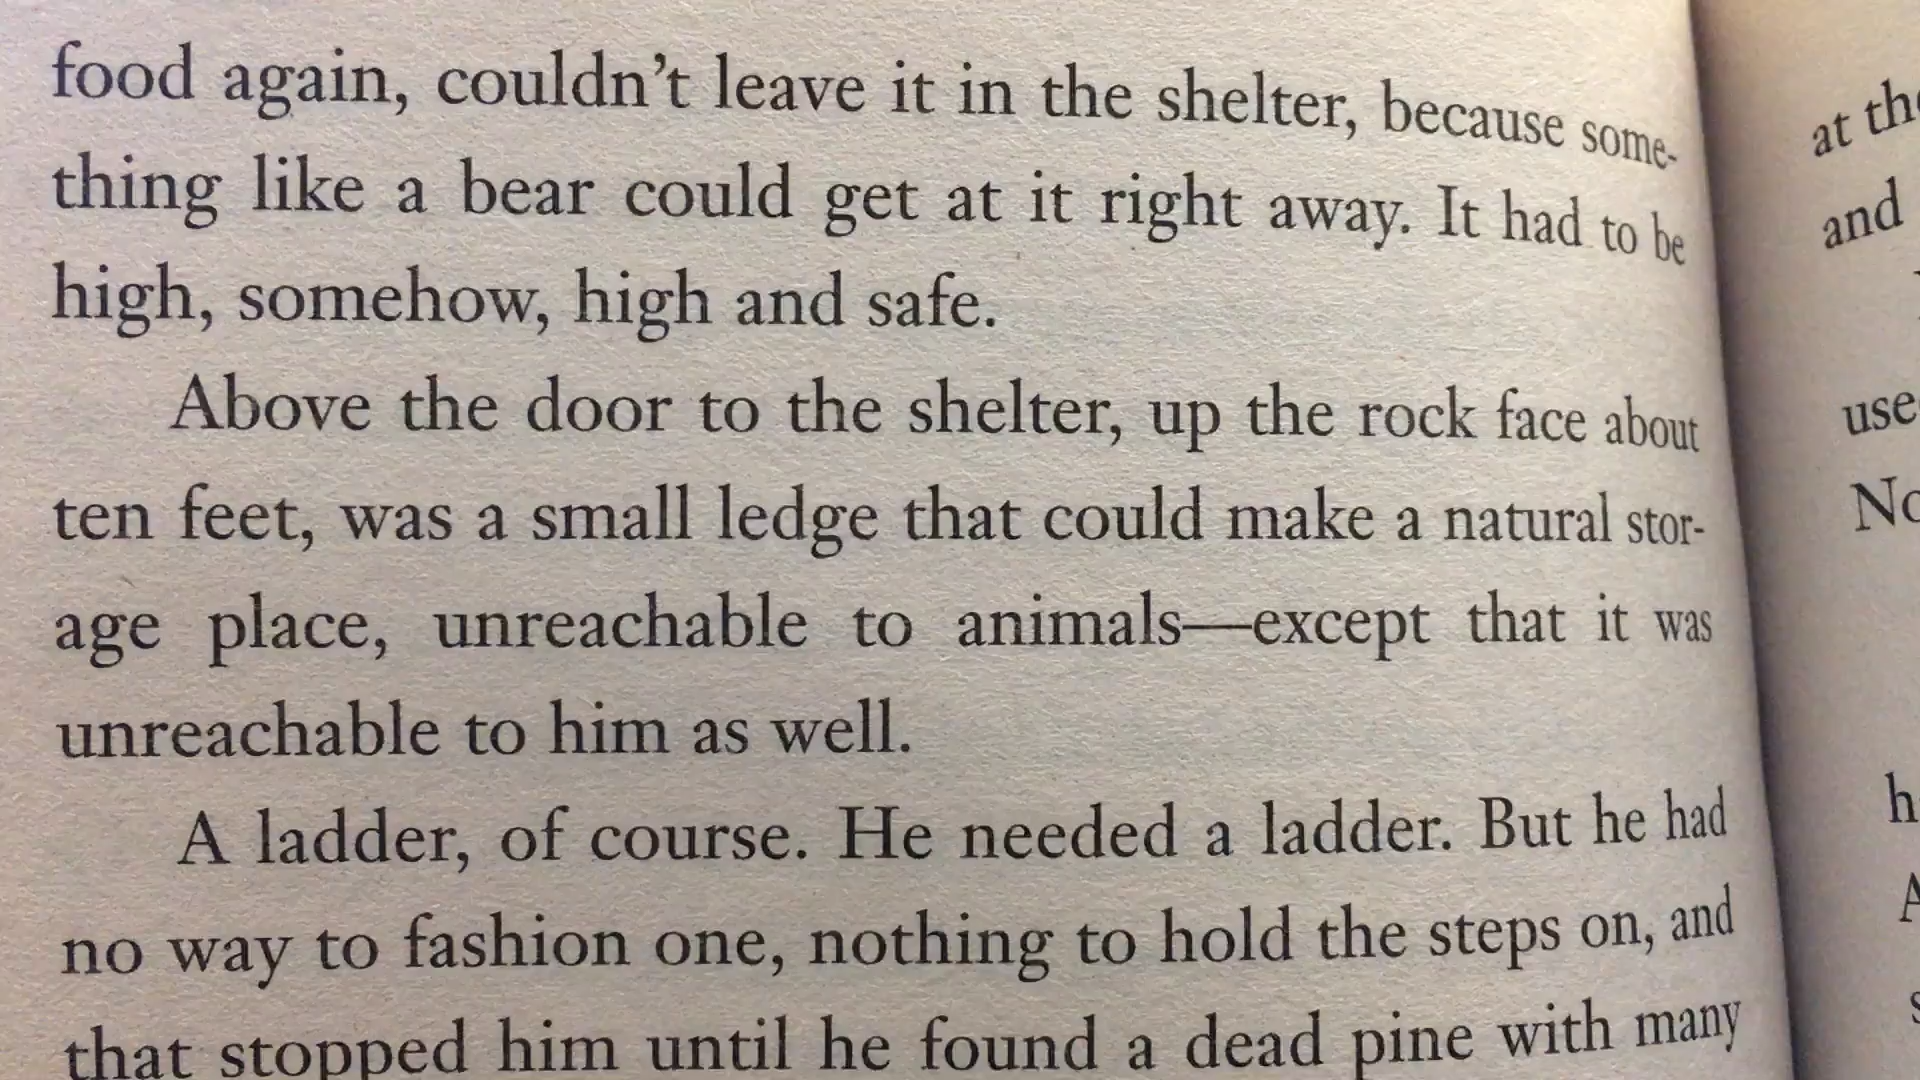 food again, couldn’t leave it in the shelter, because some-
thing like a bear could get at it right away. It had to be
high, somehow, high and safe.
Above the door to the shelter, up the rock face about
ten feet, was a small ledge that could make a natural stor-
age place, unreachable to animals—except that it was
unreachable to him as well.
A ladder, of course. He needed a ladder. But he had
no way to fashion one, nothing to hold the steps on, and
that stopped him until he found a dead pine with many
at
and